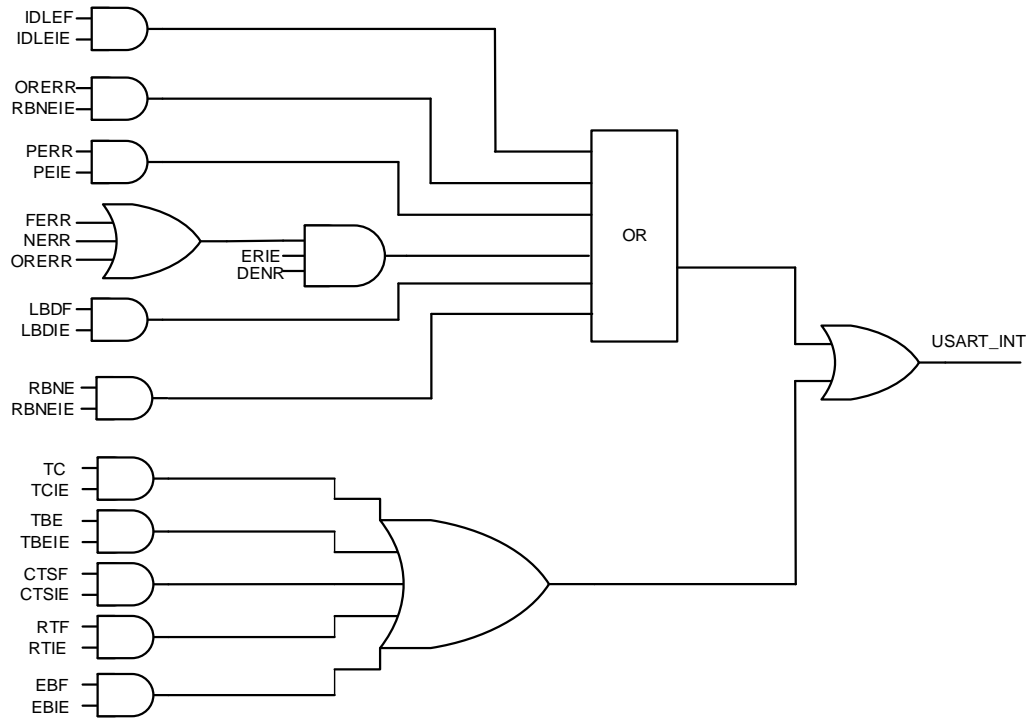 IDLEF
IDLEIE
ORERR
RBNEIE
PERR
PEIE
FERR
NERR
ORERR
ERIE
DENR
LBDF
LBDIE
RBNE
RBNEIE
OR
USART_INT
TC
TCIE
TBE
TBEIE
CTSF
CTSIE
RTF
RTIE
EBF
EBIE